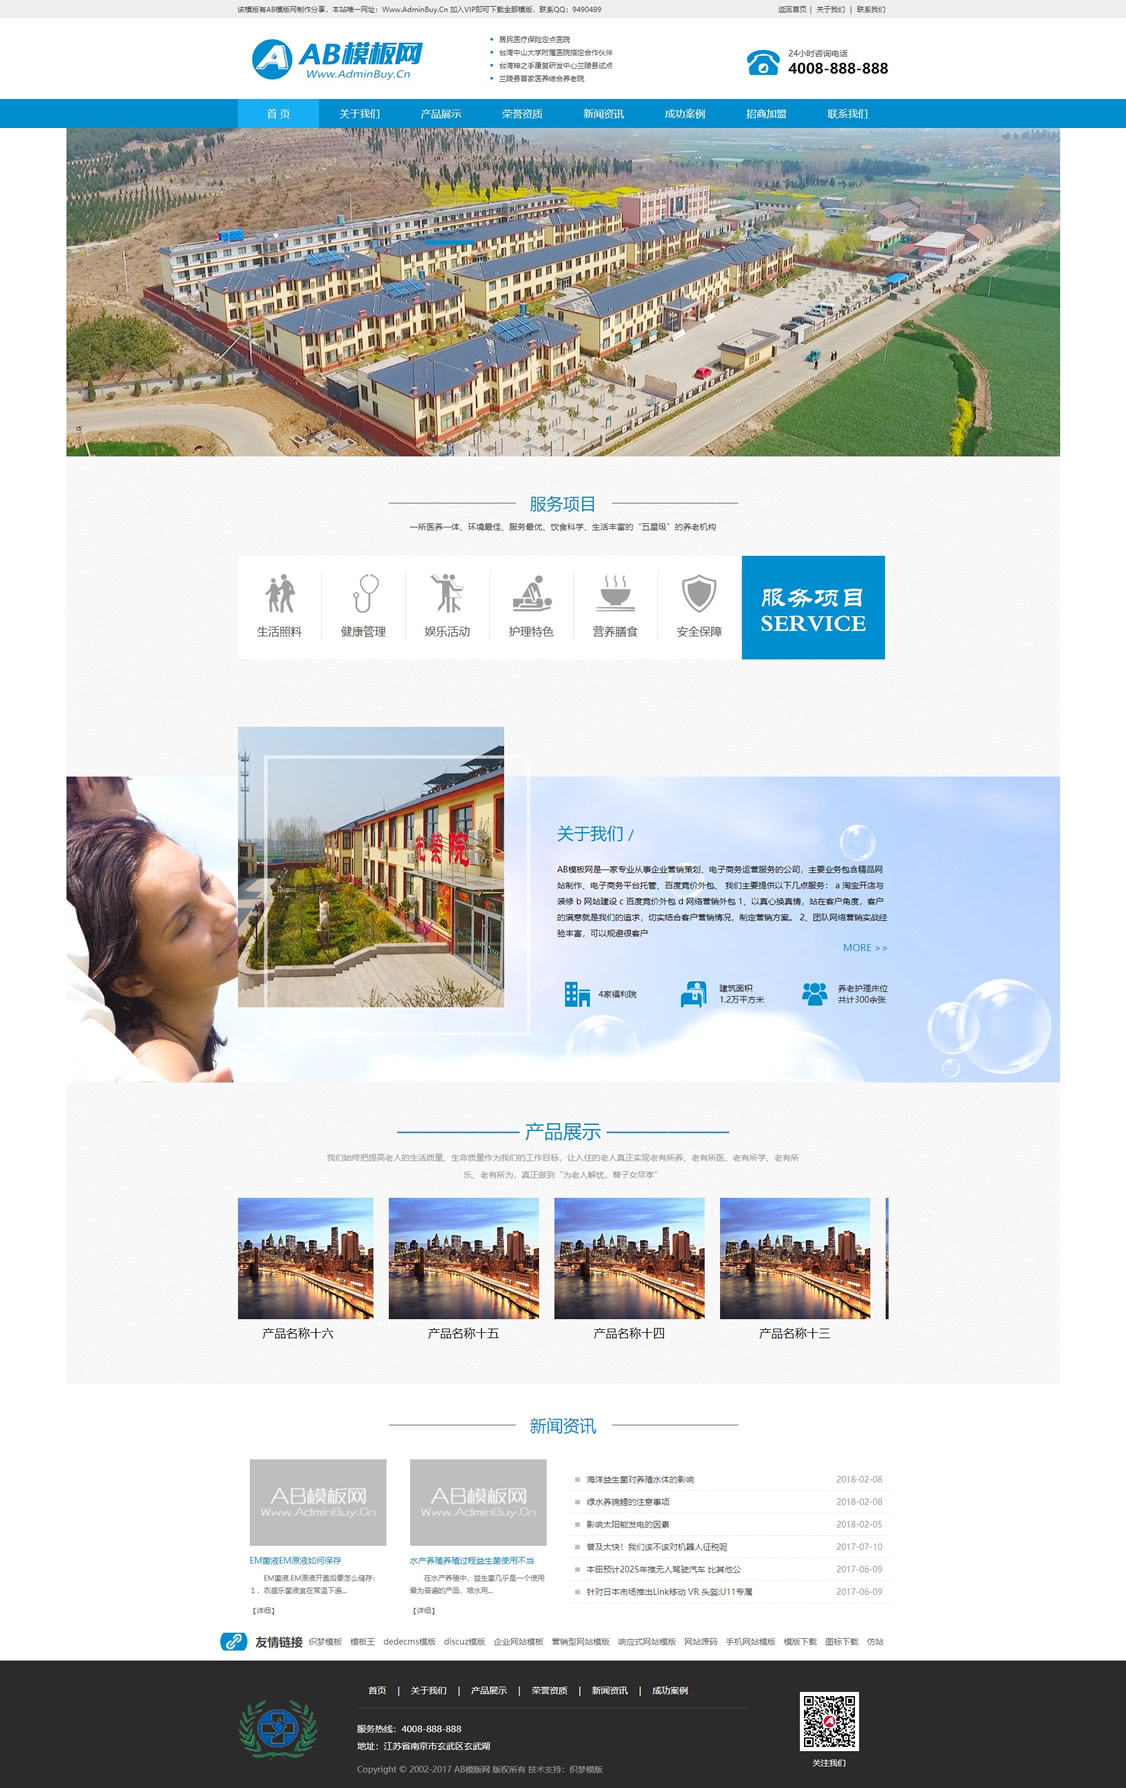 该模版有AB模版网制作分享，本站唯一网址：Www.AdminBuy.Cn 加入VIP即可下载全部模版，联系QQ：9490489
返回首页 | 关于我们 | 联系我们
AB模板网
Www.AdminBuy.Cn
居民医疗保险定点医院
台湾中山大学附属医院指定合作伙伴
台湾神之手康复研发中心兰陵县试点
兰陵县首家医养结合养老院
24小时咨询电话
4008-888-888
首 页 关于我们 产品展示 荣誉资质 新闻资讯 成功案例 招商加盟 联系我们
服务项目
一所医养一体、环境最佳、服务最优、饮食科学、生活丰富的“五星级”的养老机构
生活照料 健康管理 娱乐活动 护理特色 营养膳食 安全保障
服务项目
SERVICE
关于我们 /
AB模板网是一家专业从事企业营销策划、电子商务运营服务的公司，主要业务包含精品网
站制作、电子商务平台托管、百度竞价外包、 我们主要提供以下几点服务： a 淘宝开店与
装修 b 网站建设 c 百度竞价外包 d 网络营销外包 1、以真心换真情，站在客户角度，客户
的满意就是我们的追求，切实结合客户营销情况，制定营销方案。 2、团队网络营销实战经
验丰富，可以规避很客户
MORE >>
4家福利院
建筑面积
1.2万平方米
养老护理床位
共计300余张
产品展示
我们始终把提高老人的生活质量、生命质量作为我们的工作目标，让入住的老人真正实现老有所养、老有所医、老有所学、老有所
乐、老有所为，真正做到“为老人解忧，替子女尽孝”
产品名称十六 产品名称十五 产品名称十四 产品名称十三
新闻资讯
AB模板网
Www.AdminBuy.Cn
EM菌液EM原液如何保存
EM菌液,EM原液开盖后要怎么储存：
1 、农盛乐菌液宜在常温下造...
【详细】
AB模板网
Www.AdminBuy.Cn
水产养殖养殖过程益生菌使用不当
在水产养殖中，益生菌几乎是一个使用
最为普遍的产品，啥水用...
【详细】
海洋益生菌对养殖水体的影响 2018-02-08
绿水养锦鲤的注意事项 2018-02-08
影响太阳能发电的因素 2018-02-05
普及太快！我们该不该对机器人征税呢 2017-07-10
本田预计2025年推无人驾驶汽车 比其他公 2017-06-09
针对日本市场推出Link移动 VR 头盔:U11专属 2017-06-09
友情链接 织梦模板 模板王 dedecms模版 discuz模版 企业网站模板 营销型网站模版 响应式网站模版 网站源码 手机网站模版 模版下载 图标下载 仿站
首页 | 关于我们 | 产品展示 | 荣誉资质 | 新闻资讯 | 成功案例
服务热线：4008-888-888
地址：江苏省南京市玄武区玄武湖
Copyright © 2002-2017 AB模版网 版权所有 技术支持：织梦模版
关注我们